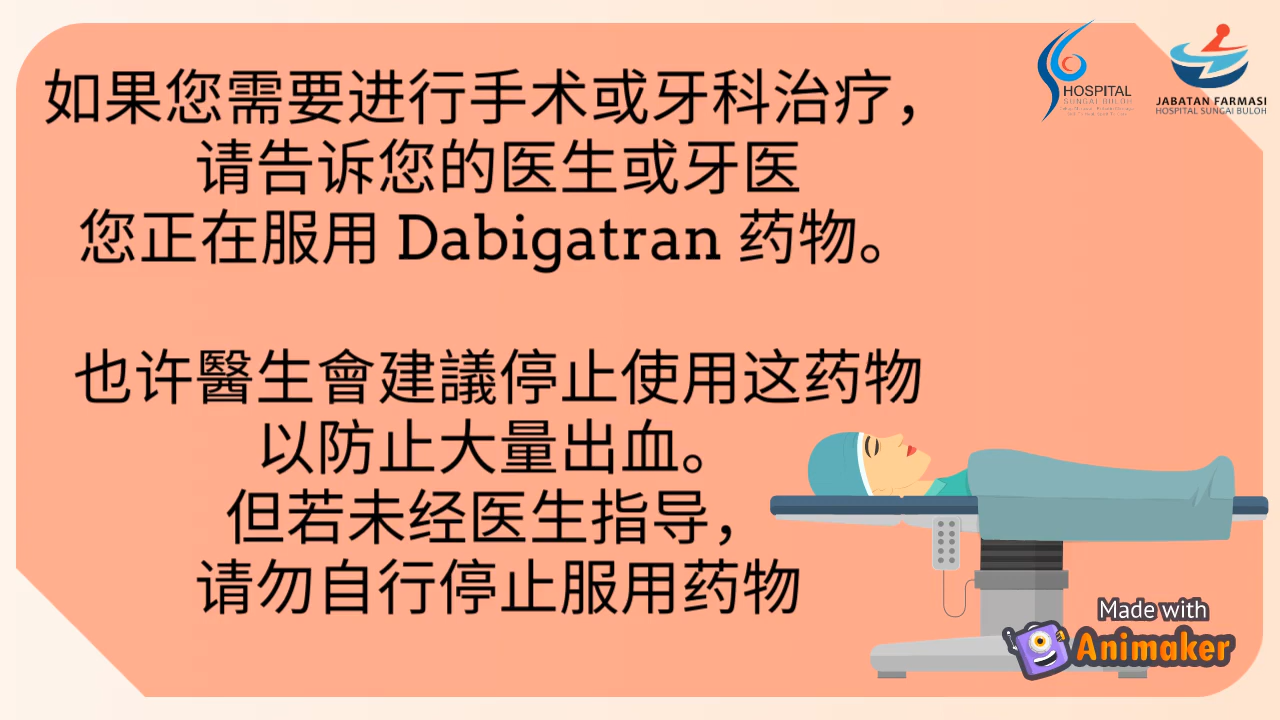 如果您需要进行手术或牙科治疗，
请告诉您的医生或牙医
您正在服用 Dabigatran 药物。
也许醫生會建議停止使用这药物
以防止大量出血。
但若未经医生指导，
请勿自行停止服用药物
HOSPITAL
SUNGAI BULOH
JABATAN FARMASI
HOSPITAL SUNGAI BULOH
Made with
Animaker